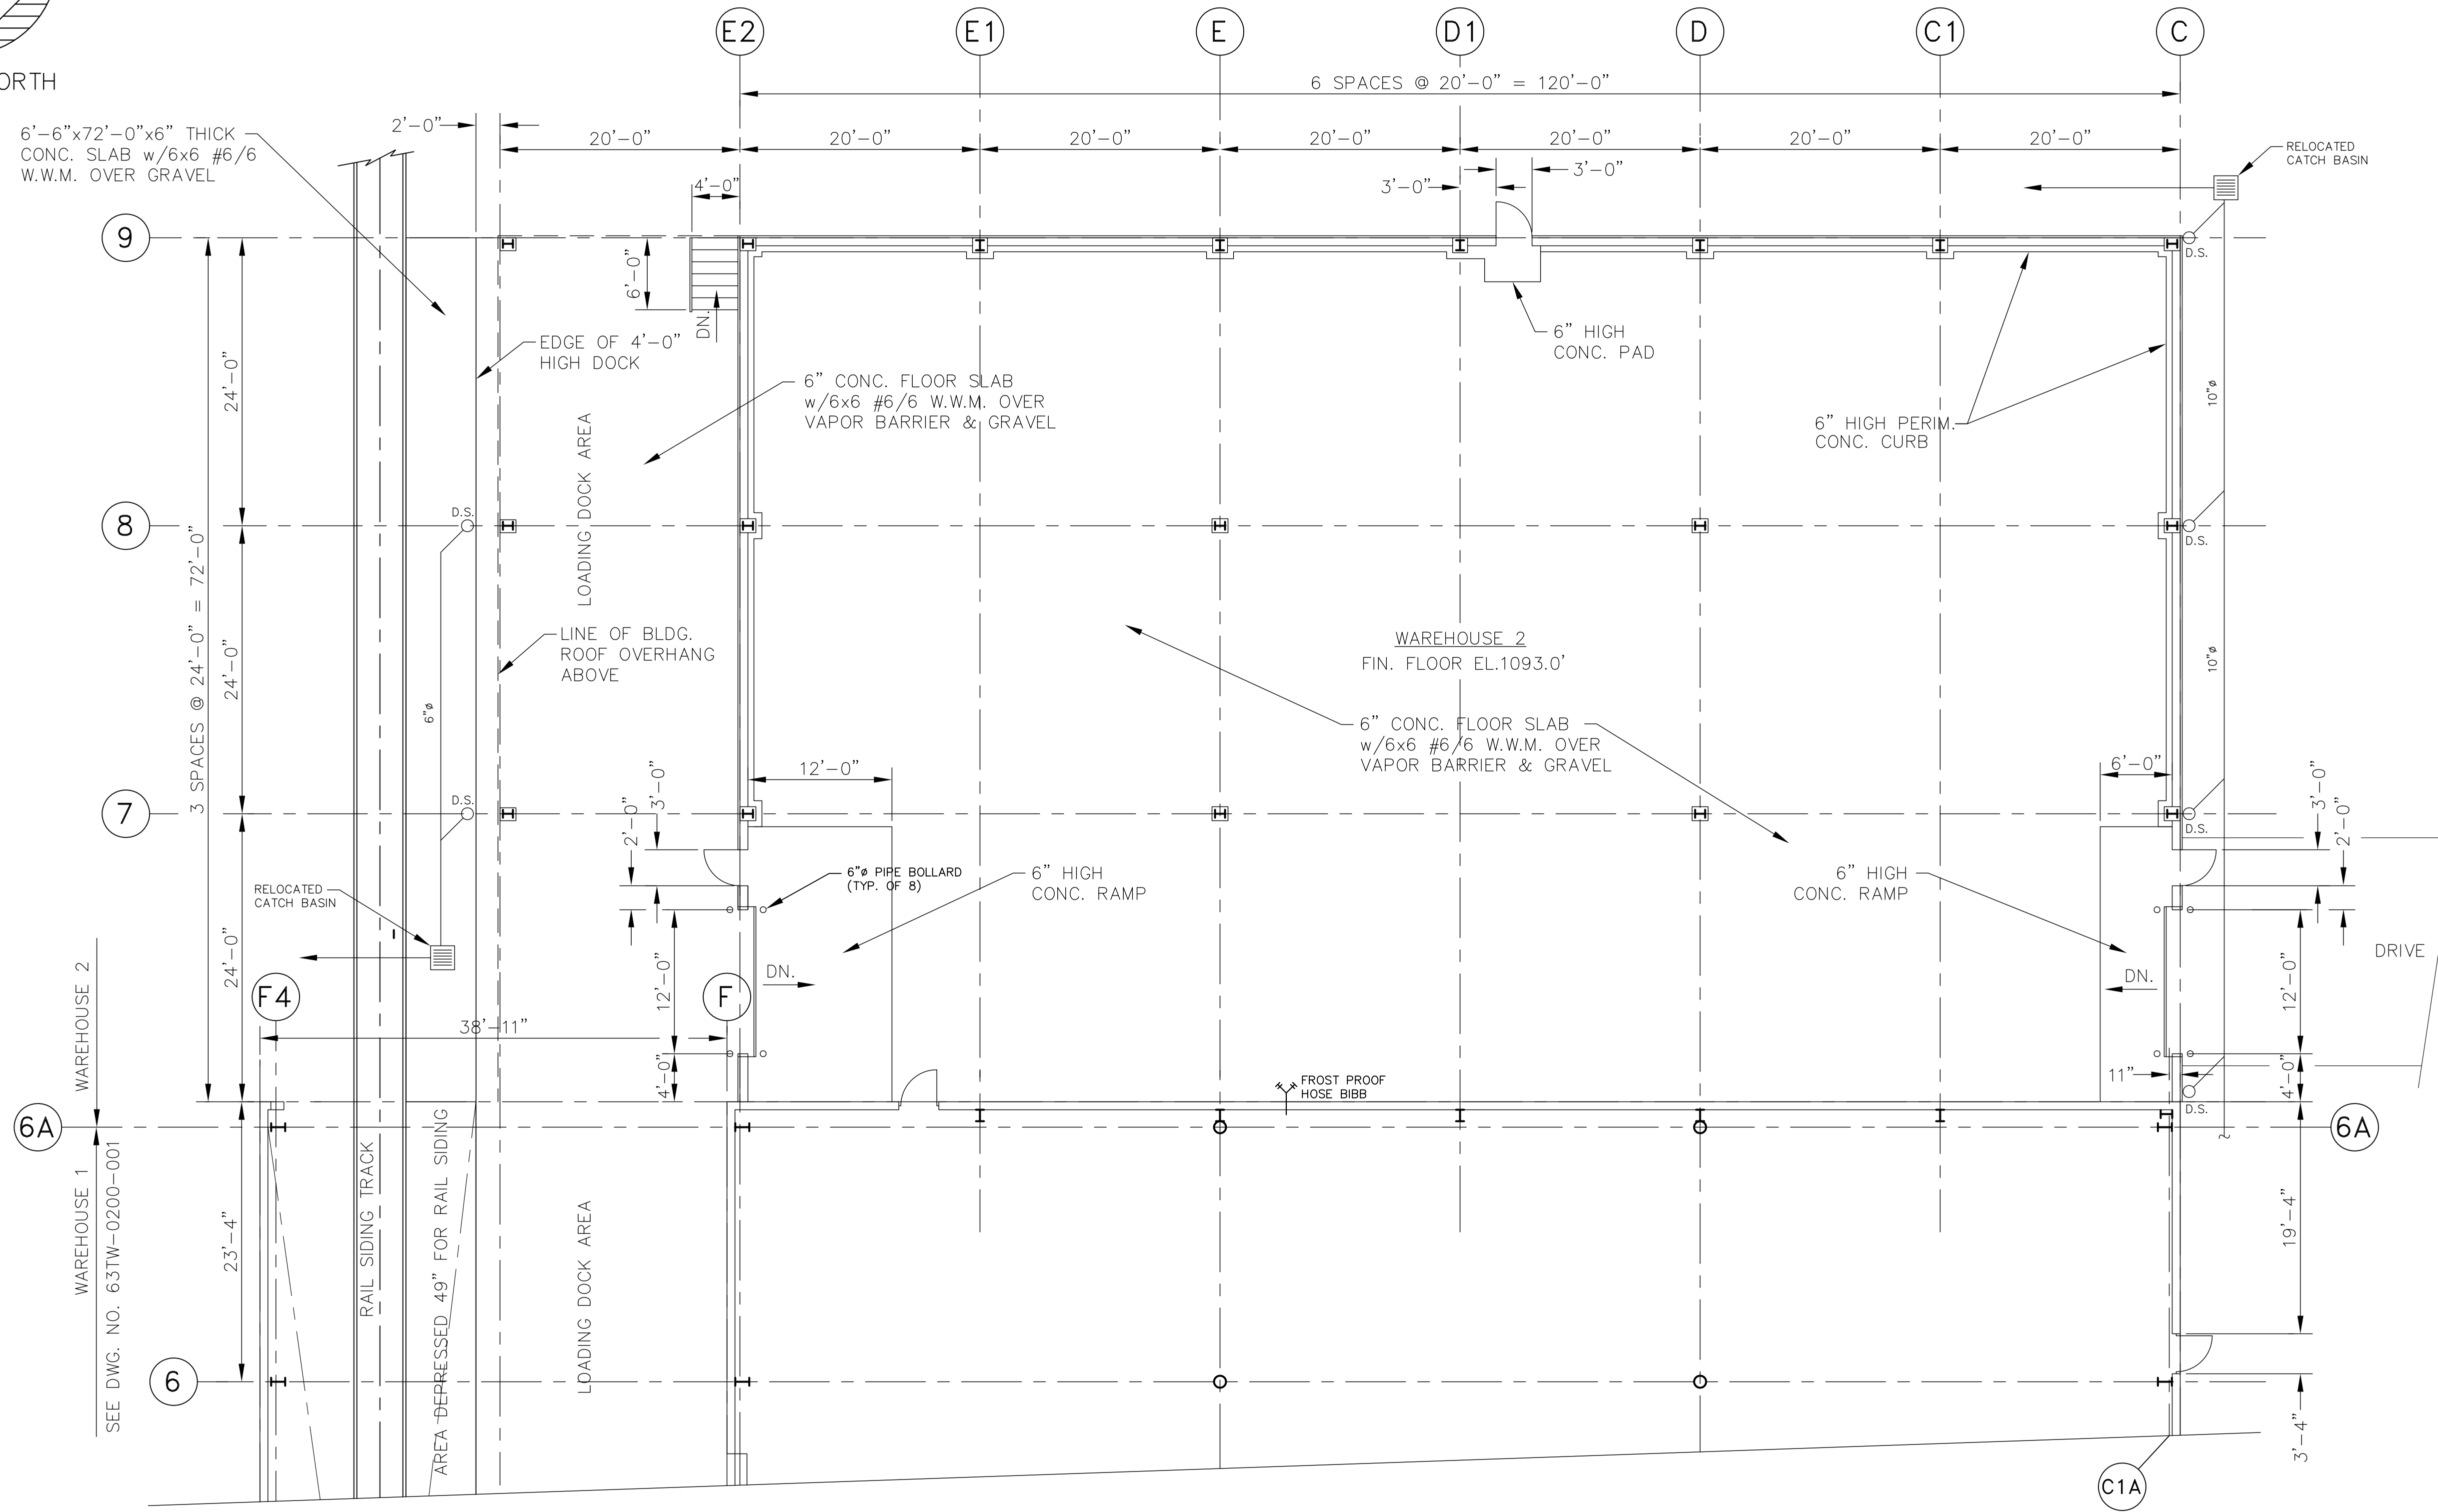 ORTH
E2
E1
E
D1
D
C1
C
6 SPACES @ 20'-0" = 120'-0"
2'-0"
20'-0"
20'-0"
20'-0"
20'-0"
20'-0"
20'-0"
20'-0"
6'-6"x72'-0"x6" THICK
CONC. SLAB w/6x6 #6/6
W.W.M. OVER GRAVEL
RELOCATED
CATCH BASIN
4'-0"
3'-0"
3'-0"
9
D.S.
6'-0"
DN.
EDGE OF 4'-0"
HIGH DOCK
6" HIGH
CONC. PAD
24'-0"
6" CONC. FLOOR SLAB
w/6x6 #6/6 W.W.M. OVER
VAPOR BARRIER & GRAVEL
10"ø
6" HIGH PERIM.
CONC. CURB
LOADING DOCK AREA
8
D.S.
D.S.
3 SPACES @ 24'-0" = 72'-0"
24'-0"
LINE OF BLDG.
ROOF OVERHANG
ABOVE
WAREHOUSE 2
FIN. FLOOR EL.1093.0'
10"ø
6"ø
6" CONC. FLOOR SLAB
w/6x6 #6/6 W.W.M. OVER
VAPOR BARRIER & GRAVEL
12'-0"
6'-0"
3'-0"
2'-0"
3'-0"
2'-0"
7
D.S.
D.S.
RELOCATED
CATCH BASIN
6"ø PIPE BOLLARD
(TYP. OF 8)
6" HIGH
CONC. RAMP
6" HIGH
CONC. RAMP
24'-0"
DRIVE
WAREHOUSE 2
F4
F
DN.
DN.
12'-0"
12'-0"
38'-11"
4'-0"
11"
4'-0"
FROST PROOF
HOSE BIBB
D.S.
6A
6A
WAREHOUSE 1
SEE DWG. NO. 63TW-0200-001
23'-4"
RAIL SIDING TRACK
AREA DEPRESSED 49" FOR RAIL SIDING
LOADING DOCK AREA
19'-4"
6
3'-4"
C1A